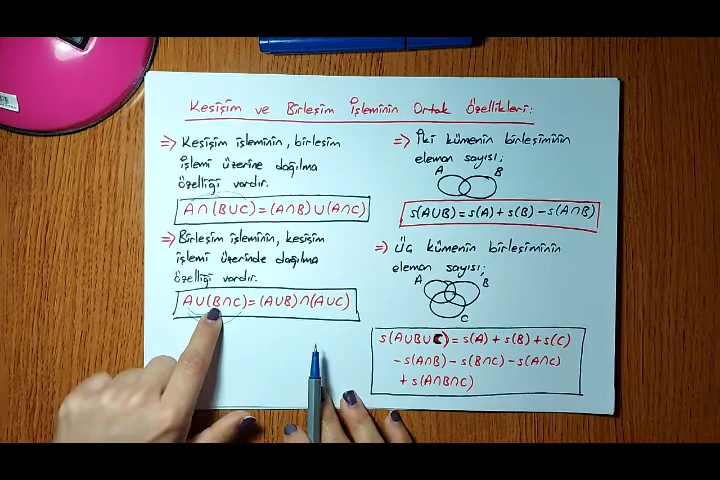 Kesişim ve Birleşim İşleminin Ortak Özellikleri:
=> Kesişim işleminin, birleşim
işlemi üzerine dağılma
özelliği vardır.
A∩(B∪C)=(A∩B)∪(A∩C)
=> Birleşim işleminin, kesişim
işlemi üzerinde dağılma
özelliği vardır.
A∪(B∩C)=(A∪B)∩(A∪C)
=> İki kümenin birleşiminin
eleman sayısı;
A B
s(A∪B)=s(A)+s(B)-s(A∩B)
=> Üç kümenin birleşiminin
eleman sayısı;
A B
C
s(A∪B∪C)=s(A)+s(B)+s(C)
-s(A∩B)-s(B∩C)-s(A∩C)
+s(A∩B∩C)